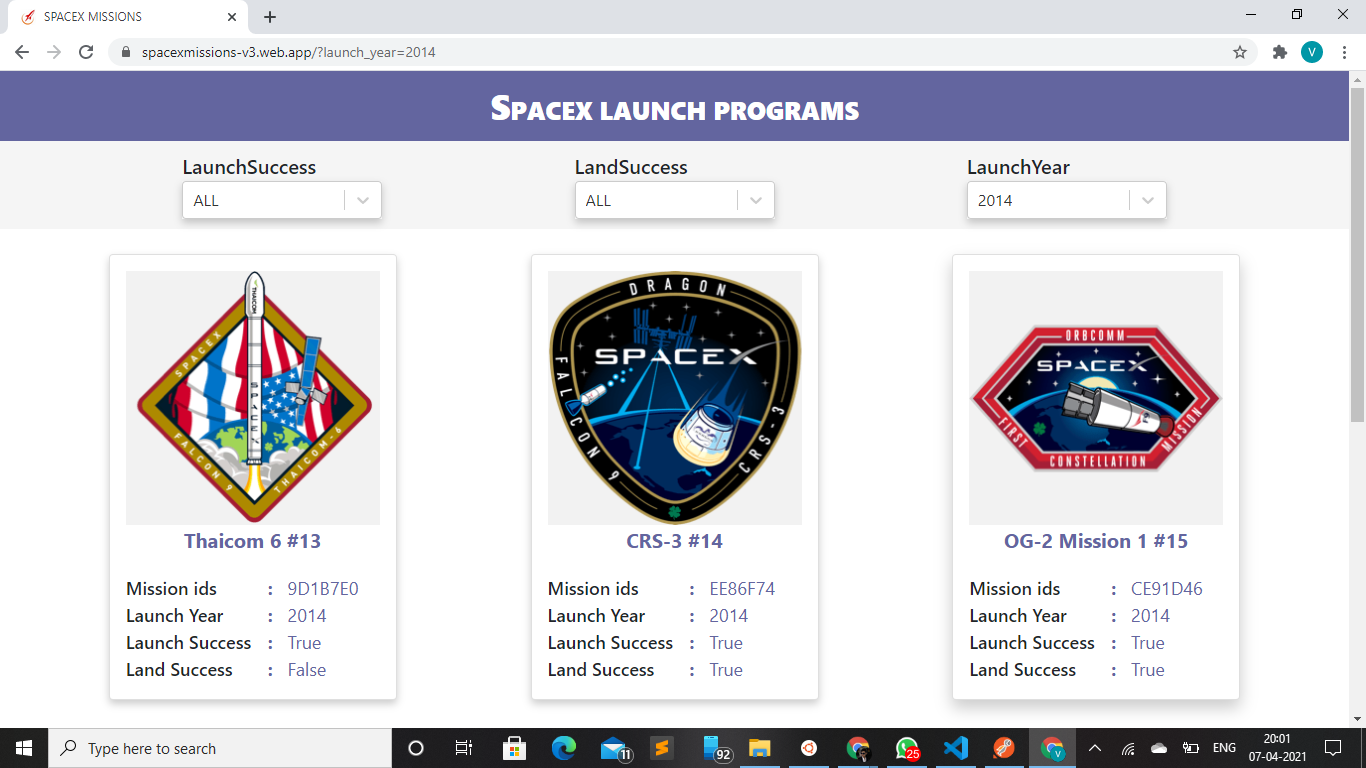 SPACEX MISSIONS
spacexmissions-v3.web.app/?launch_year=2014
V
SPACEX LAUNCH PROGRAMS
LaunchSuccess
ALL
LandSuccess
ALL
LaunchYear
2014
THAICOM
SPACEX
SPACEX
FALCON 9
THAICOM-6
DRAGON
SPACEX
FALCON 9
CRS-3
ORBCOMM
SPACEX
FIRST
CONSTELLATION
MISSION
Thaicom 6 #13
CRS-3 #14
OG-2 Mission 1 #15
Mission ids : 9D1B7E0
Launch Year : 2014
Launch Success : True
Land Success : False
Mission ids : EE86F74
Launch Year : 2014
Launch Success : True
Land Success : True
Mission ids : CE91D46
Launch Year : 2014
Launch Success : True
Land Success : True
Type here to search
11
92
25
V
ENG
20:01
07-04-2021